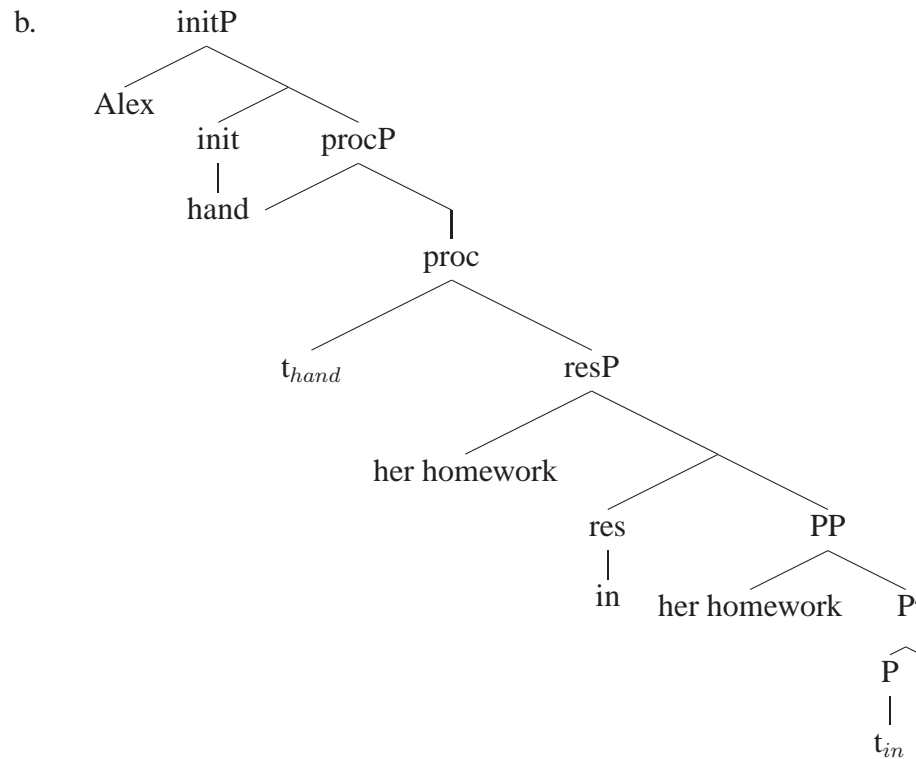 b. initP
Alex
init procP
hand
proc
t_hand resP
her homework
res PP
in her homework P'
P
t_in